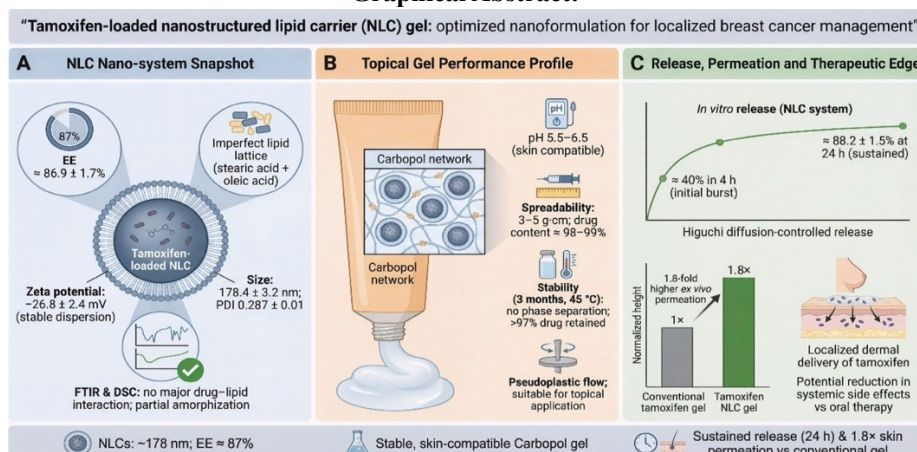 Graphical Abstract:
"Tamoxifen-loaded nanostructured lipid carrier (NLC) gel: optimized nanoformulation for localized breast cancer management"
A NLC Nano-system Snapshot
87%
EE
≈ 86.9 ± 1.7%
Imperfect lipid
lattice
(stearic acid +
oleic acid)
Tamoxifen-
loaded NLC
Zeta potential:
−26.8 ± 2.4 mV
(stable dispersion)
Size:
178.4 ± 3.2 nm;
PDI 0.287 ± 0.01
FTIR & DSC: no major drug–lipid
interaction; partial amorphization
B Topical Gel Performance Profile
Carbopol network
Carbopol
network
pH
pH 5.5–6.5
(skin compatible)
Spreadability:
3–5 g·cm; drug
content ≈ 98–99%
Stability
(3 months, 45 °C):
no phase separation;
>97% drug retained
Pseudoplastic flow;
suitable for topical
application
C Release, Permeation and Therapeutic Edge
In vitro release (NLC system)
≈ 88.2 ± 1.5% at
24 h (sustained)
≈ 40% in 4 h
(initial burst)
Higuchi diffusion-controlled release
Normalized height
1.8-fold
higher ex vivo
permeation
1×
1.8×
Conventional
tamoxifen gel
Tamoxifen
NLC gel
Localized dermal
delivery of tamoxifen
Potential reduction in
systemic side effects
vs oral therapy
NLCs: ~178 nm; EE ≈ 87%
Stable, skin-compatible Carbopol gel
Sustained release (24 h) & 1.8× skin
permeation vs conventional gel